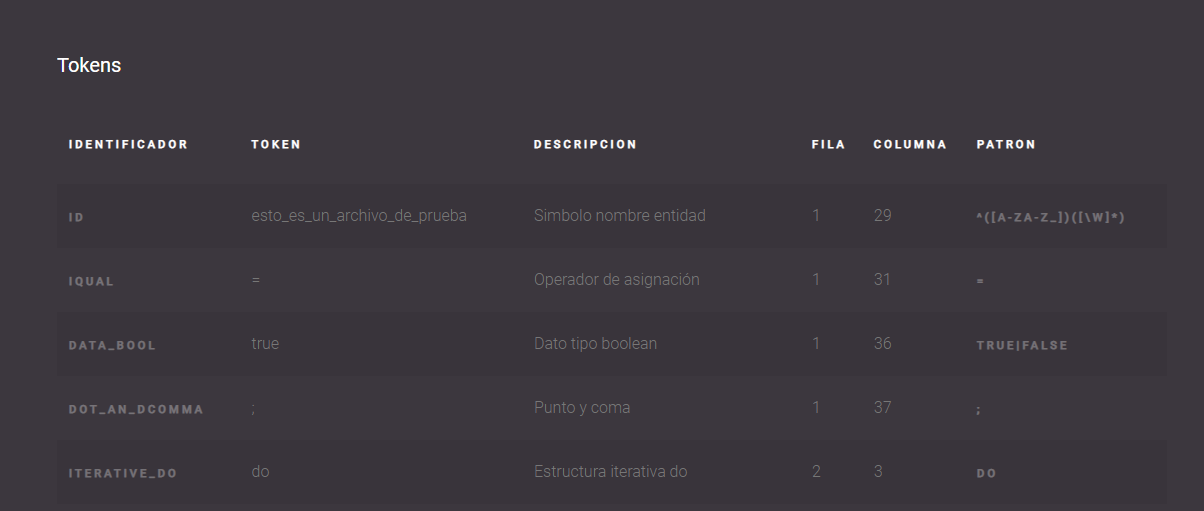 Tokens
IDENTIFICADOR TOKEN DESCRIPCION FILA COLUMNA PATRON
ID esto_es_un_archivo_de_prueba Simbolo nombre entidad 1 29 ^([A-ZA-Z_])([\W]*)
IQUAL = Operador de asignación 1 31 =
DATA_BOOL true Dato tipo boolean 1 36 TRUE|FALSE
DOT_AN_DCOMMA ; Punto y coma 1 37 ;
ITERATIVE_DO do Estructura iterativa do 2 3 DO